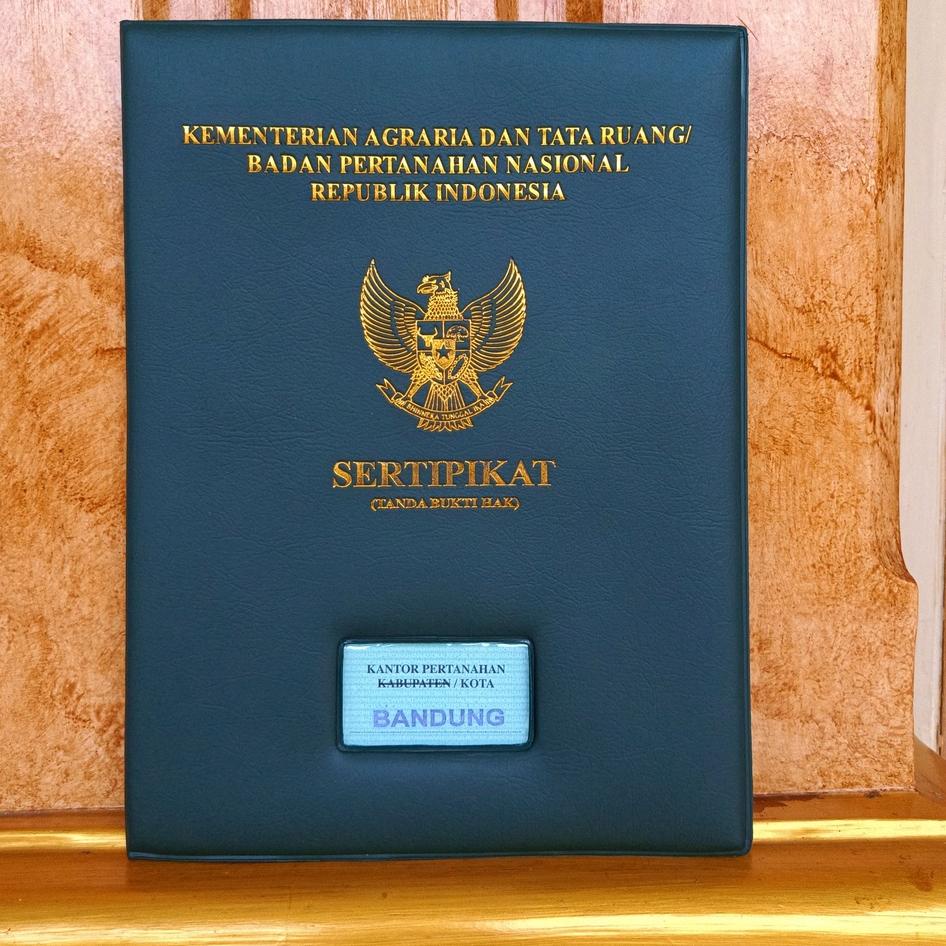 KEMENTERIAN AGRARIA DAN TATA RUANG/
BADAN PERTANAHAN NASIONAL
REPUBLIK INDONESIA
BHINNEKA TUNGGAL IKA
SERTIPIKAT
(TANDA BUKTI HAK)
KANTOR PERTANAHAN
KABUPATEN / KOTA
BANDUNG